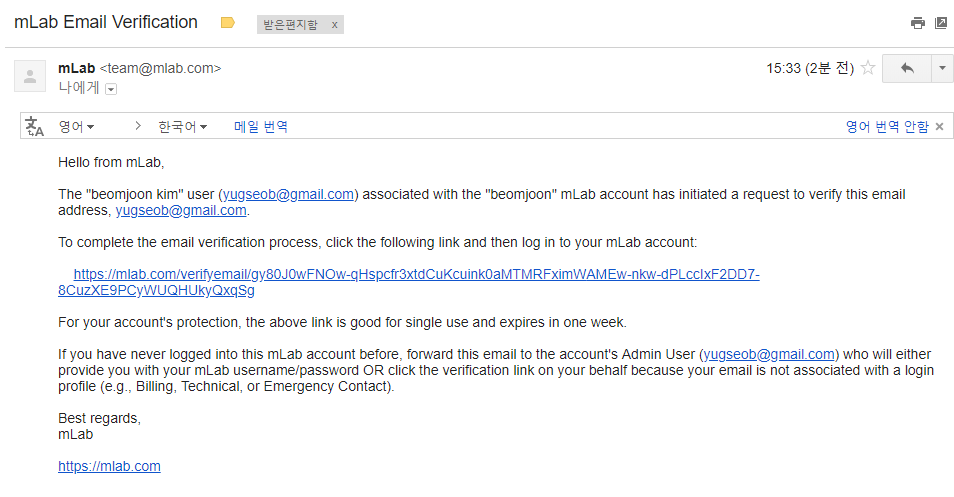 mLab Email Verification
받은편지함 x
mLab <team@mlab.com>
15:33 (2분 전)
나에게
영어 > 한국어 메일 번역
영어 번역 안함 ×
Hello from mLab,
The "beomjoon kim" user (yugseob@gmail.com) associated with the "beomjoon" mLab account has initiated a request to verify this email
address, yugseob@gmail.com.
To complete the email verification process, click the following link and then log in to your mLab account:
https://mlab.com/verifyemail/gy80J0wFNOw-qHspcfr3xtdCuKcuink0aMTMRFximWAMEw-nkw-dPLccIxF2DD7-
8CuzXE9PCyWUQHUkyQxqSg
For your account's protection, the above link is good for single use and expires in one week.
If you have never logged into this mLab account before, forward this email to the account's Admin User (yugseob@gmail.com) who will either
provide you with your mLab username/password OR click the verification link on your behalf because your email is not associated with a login
profile (e.g., Billing, Technical, or Emergency Contact).
Best regards,
mLab
https://mlab.com